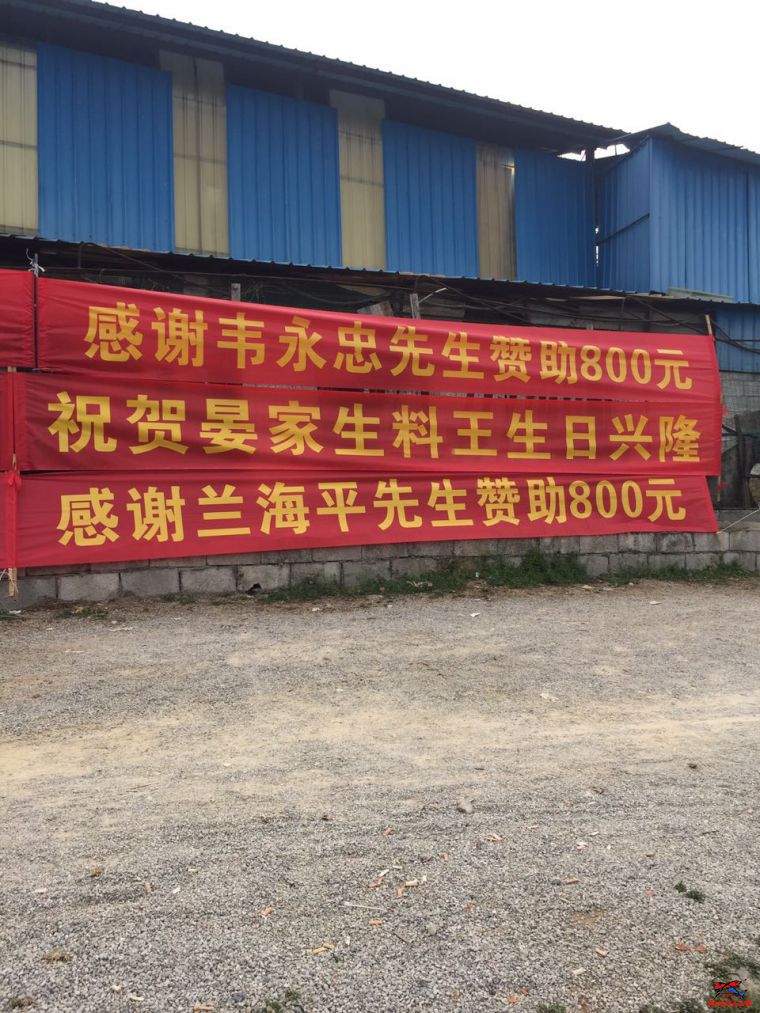 感谢韦永忠先生赞助800元
祝贺晏家生料王生日兴隆
感谢兰海平先生赞助800元